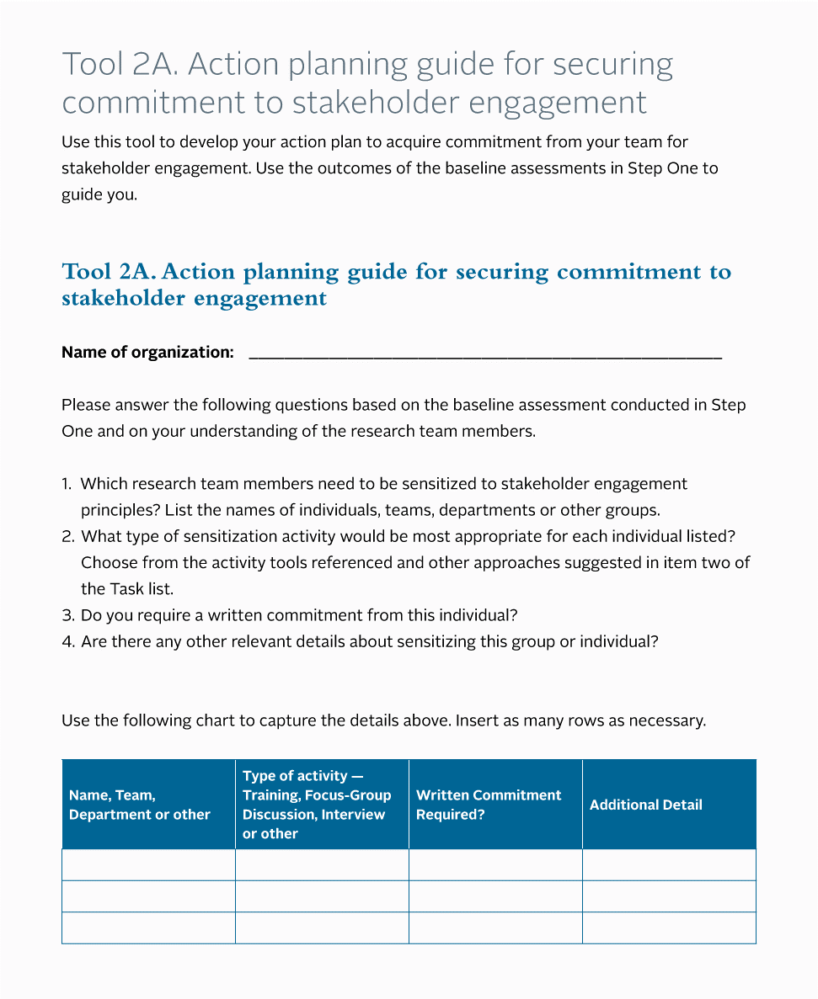 Tool 2A. Action planning guide for securing
commitment to stakeholder engagement
Use this tool to develop your action plan to acquire commitment from your team for
stakeholder engagement. Use the outcomes of the baseline assessments in Step One to
guide you.
Tool 2A. Action planning guide for securing commitment to
stakeholder engagement
Name of organization: ___________________________________________________
Please answer the following questions based on the baseline assessment conducted in Step
One and on your understanding of the research team members.
1. Which research team members need to be sensitized to stakeholder engagement
principles? List the names of individuals, teams, departments or other groups.
2. What type of sensitization activity would be most appropriate for each individual listed?
Choose from the activity tools referenced and other approaches suggested in item two of
the Task list.
3. Do you require a written commitment from this individual?
4. Are there any other relevant details about sensitizing this group or individual?
Use the following chart to capture the details above. Insert as many rows as necessary.
Name, Team,
Department or other
Type of activity —
Training, Focus-Group
Discussion, Interview
or other
Written Commitment
Required?
Additional Detail